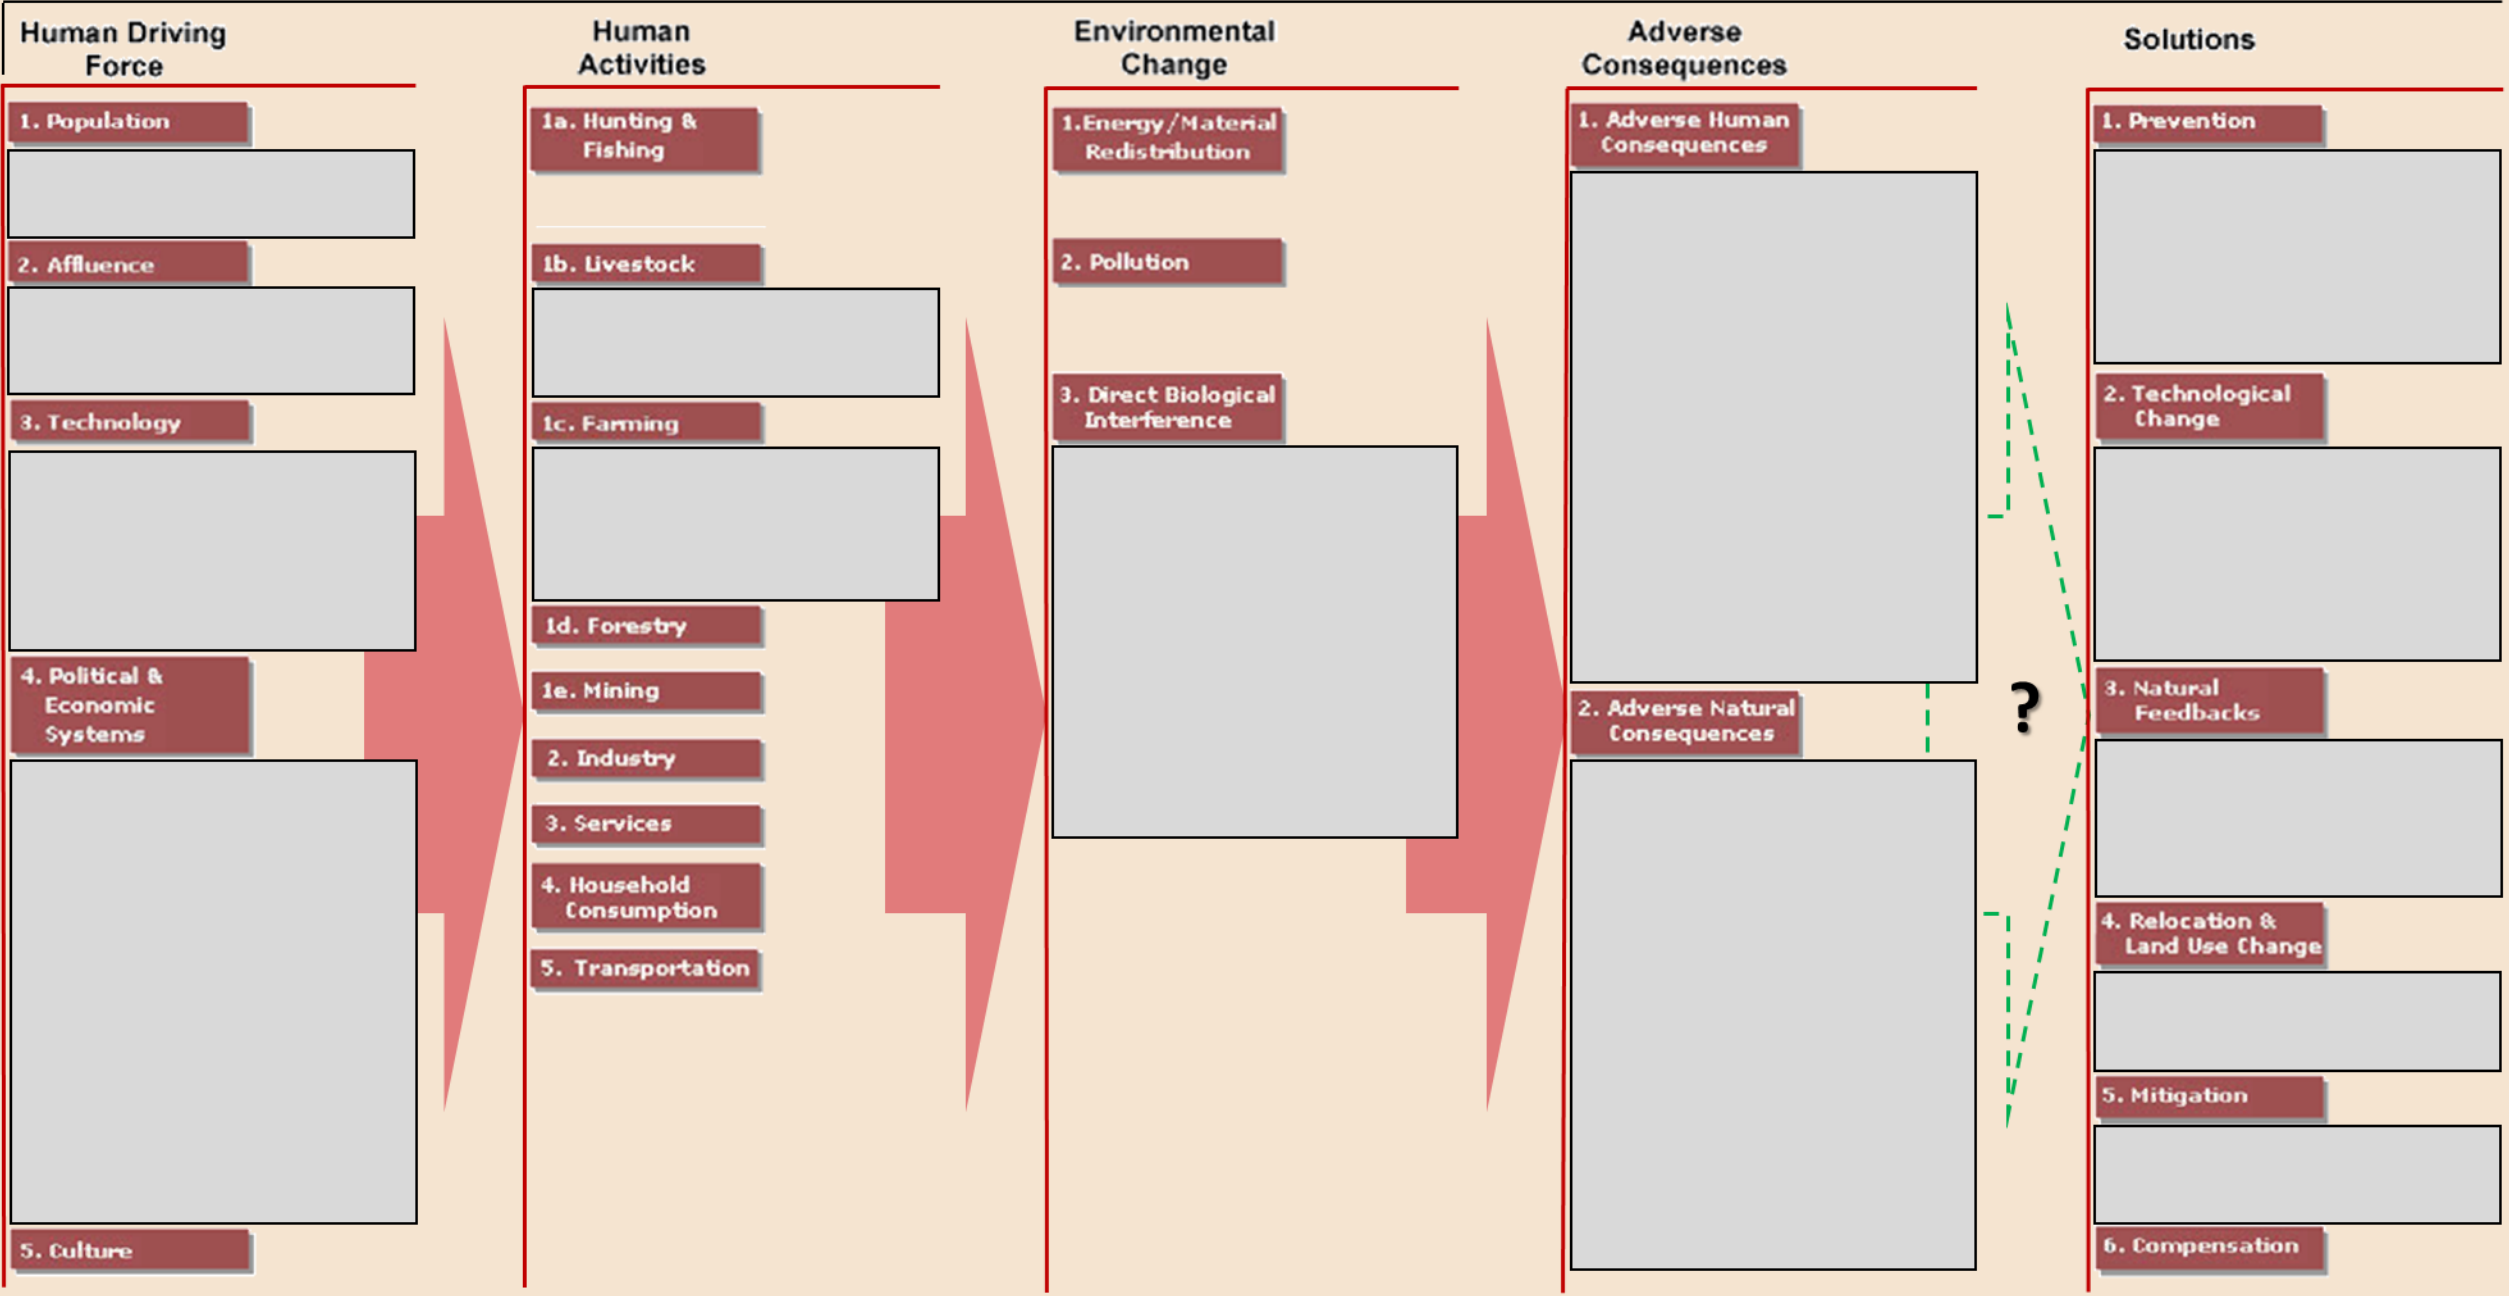 Human Driving
Force
1. Population
2. Affluence
3. Technology
4. Political &
Economic
Systems
5. Culture
Human
Activities
1a. Hunting &
Fishing
1b. Livestock
1c. Farming
1d. Forestry
1e. Mining
2. Industry
3. Services
4. Household
Consumption
5. Transportation
Environmental
Change
1.Energy/Material
Redistribution
2. Pollution
3. Direct Biological
Interference
Adverse
Consequences
1. Adverse Human
Consequences
2. Adverse Natural
Consequences
?
Solutions
1. Prevention
2. Technological
Change
3. Natural
Feedbacks
4. Relocation &
Land Use Change
5. Mitigation
6. Compensation